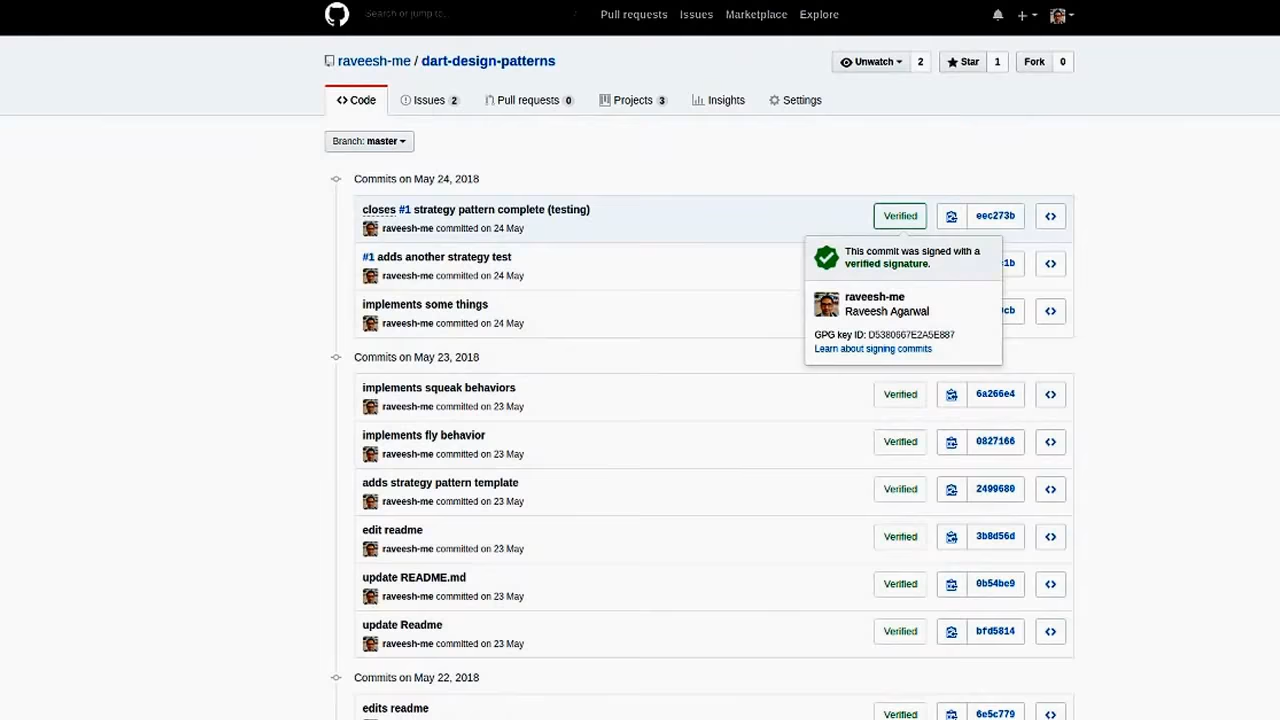 Search or jump to...
/
Pull requests Issues Marketplace Explore
raveesh-me / dart-design-patterns
Unwatch 2 Star 1 Fork 0
Code Issues 2 Pull requests 0 Projects 3 Insights Settings
Branch: master
Commits on May 24, 2018
closes #1 strategy pattern complete (testing)
raveesh-me committed on 24 May
Verified eec273b
This commit was signed with a
verified signature.
raveesh-me
Raveesh Agarwal
GPG key ID: D5380667E2A5E887
Learn about signing commits
#1 adds another strategy test
raveesh-me committed on 24 May
1b
implements some things
raveesh-me committed on 24 May
cb
Commits on May 23, 2018
implements squeak behaviors
raveesh-me committed on 23 May
Verified 6a266e4
implements fly behavior
raveesh-me committed on 23 May
Verified 0827166
adds strategy pattern template
raveesh-me committed on 23 May
Verified 2499680
edit readme
raveesh-me committed on 23 May
Verified 3b8d56d
update README.md
raveesh-me committed on 23 May
Verified 0b54be9
update Readme
raveesh-me committed on 23 May
Verified bfd5814
Commits on May 22, 2018
edits readme
Verified 6e5c779